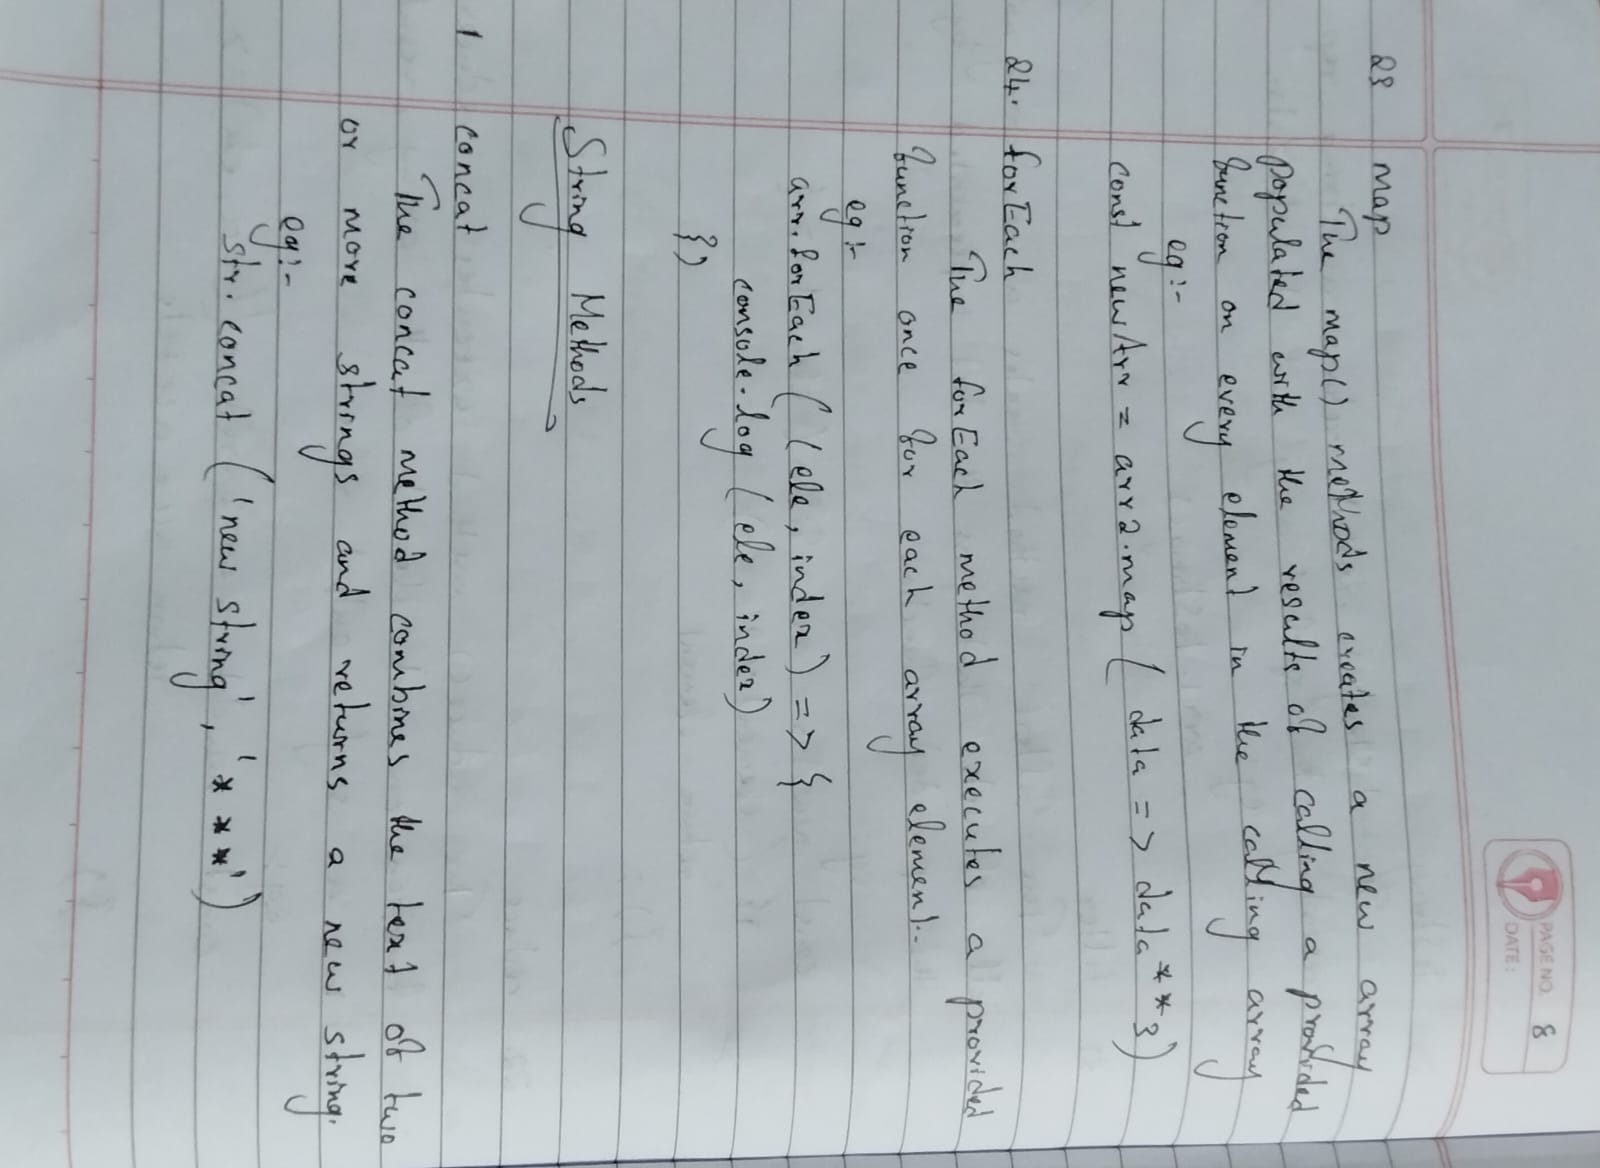 PAGE NO. 8
DATE:
23 map
The map() methods creates a new array
populated with the results of calling a provided
function on every element in the calling array
eg:-
const newArr = arr2.map( data => data**3)
24. forEach
The forEach method executes a provided
function once for each array element.
eg:-
arr.forEach((ele, index) => {
console.log(ele, index)
})
String Methods
1 concat
The concat method combines the text of two
or more strings and returns a new string.
eg:-
str.concat('new string', '***')